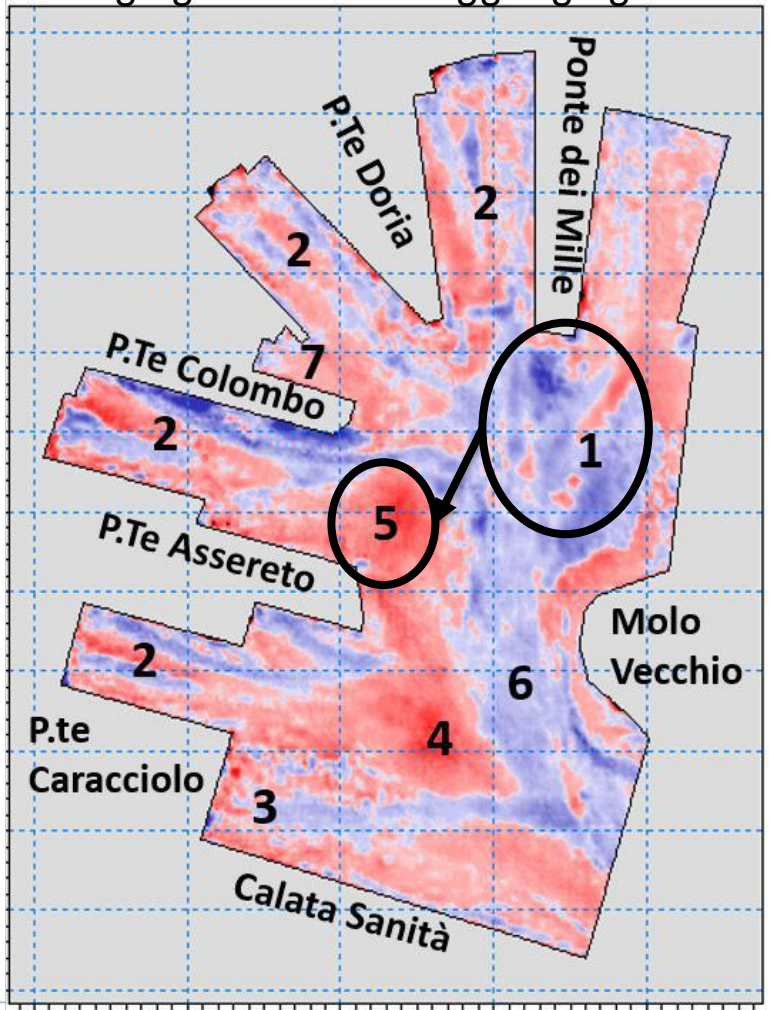 Ponte dei Mille
P.Te Doria
2
2
P.Te Colombo
7
2
1
5
P.Te Assereto
Molo
Vecchio
2
6
P.te
Caracciolo
4
3
Calata Sanità